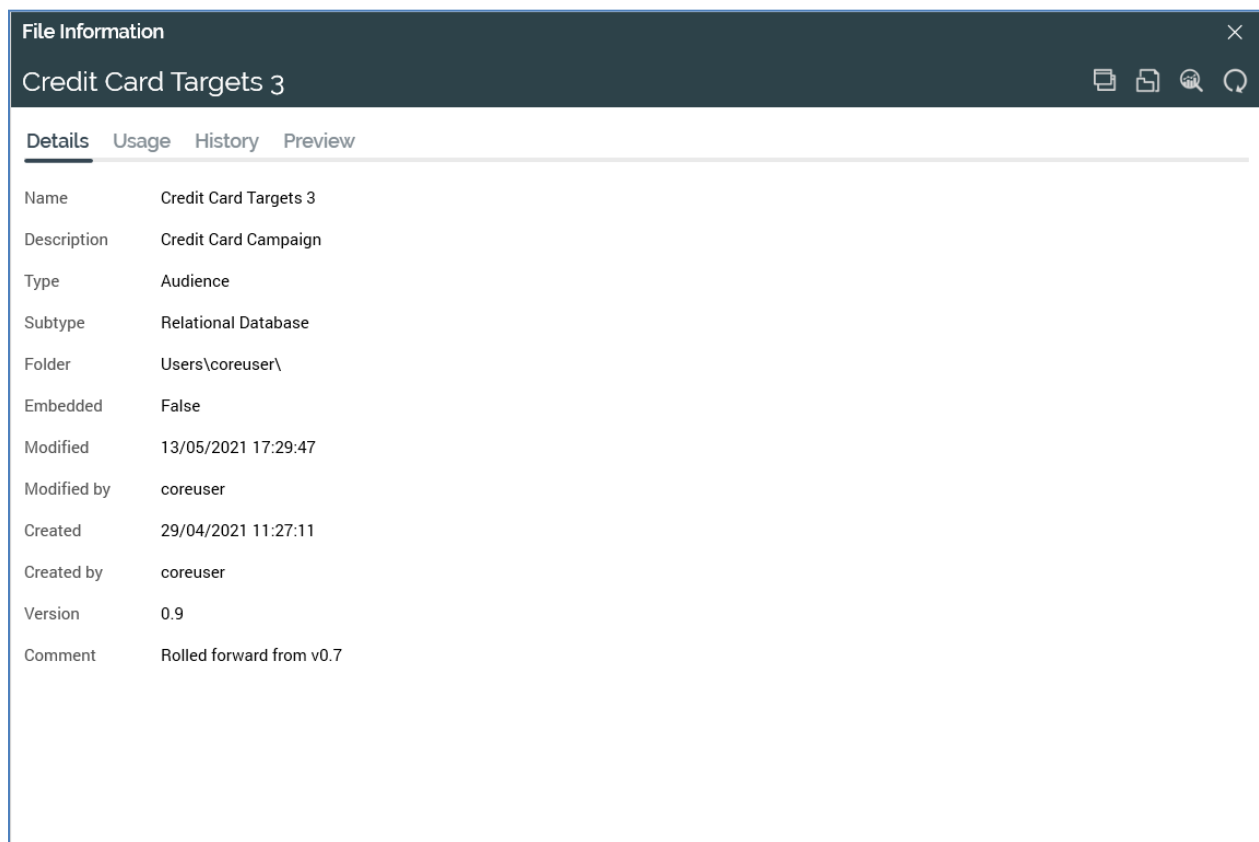 File Information
Credit Card Targets 3
Details Usage History Preview
Name Credit Card Targets 3
Description Credit Card Campaign
Type Audience
Subtype Relational Database
Folder Users\coreuser\
Embedded False
Modified 13/05/2021 17:29:47
Modified by coreuser
Created 29/04/2021 11:27:11
Created by coreuser
Version 0.9
Comment Rolled forward from v0.7